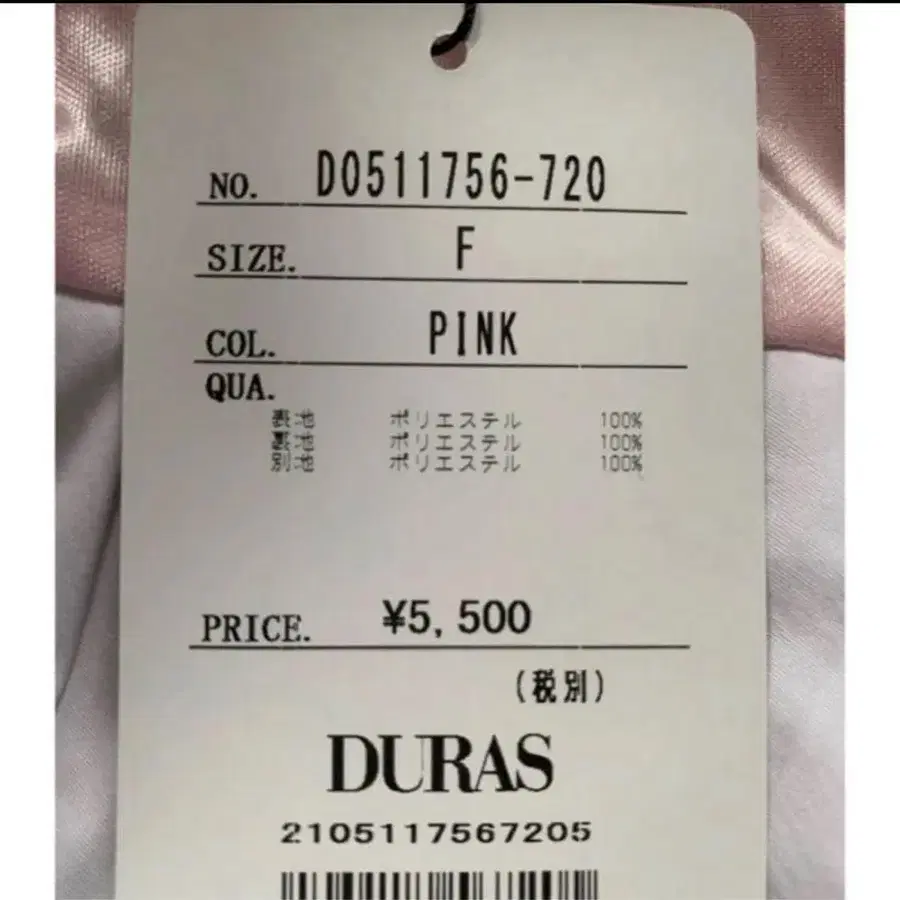 NO. D0511756-720
SIZE. F
COL. PINK
QUA.
表地 ポリエステル 100%
裏地 ポリエステル 100%
別地 ポリエステル 100%
PRICE. ¥5,500
(税別)
DURAS
2105117567205